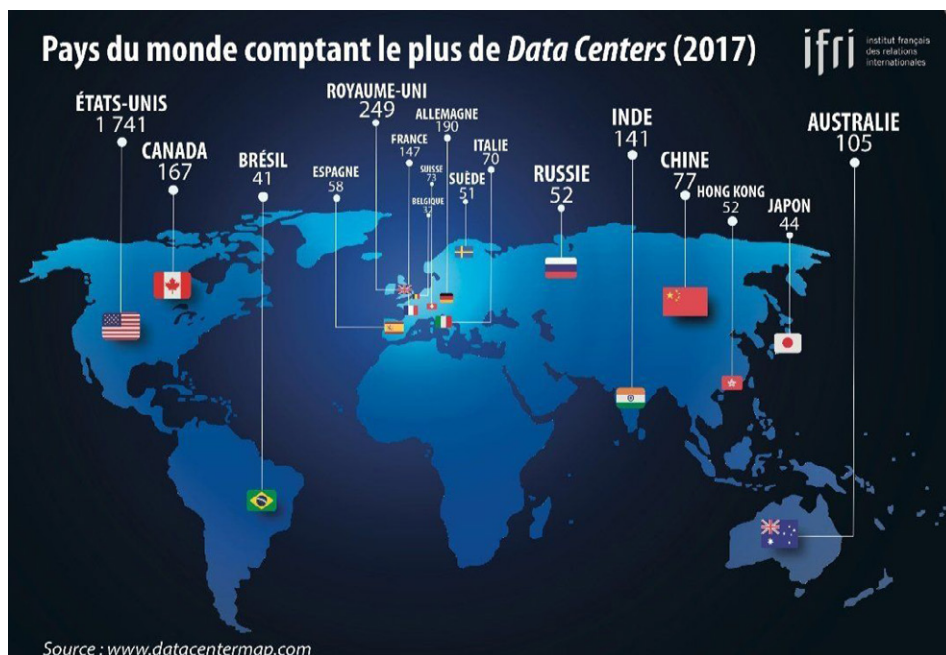 Pays du monde comptant le plus de Data Centers (2017)
ifri
institut français
des relations
internationales
ÉTATS-UNIS
1 741
CANADA
167
BRÉSIL
41
ESPAGNE
58
ROYAUME-UNI
249
FRANCE
147
SUISSE
73
BELGIQUE
ALLEMAGNE
190
SUÈDE
51
ITALIE
70
RUSSIE
52
INDE
141
CHINE
77
HONG KONG
52
JAPON
44
AUSTRALIE
105
Source : www.datacentermap.com